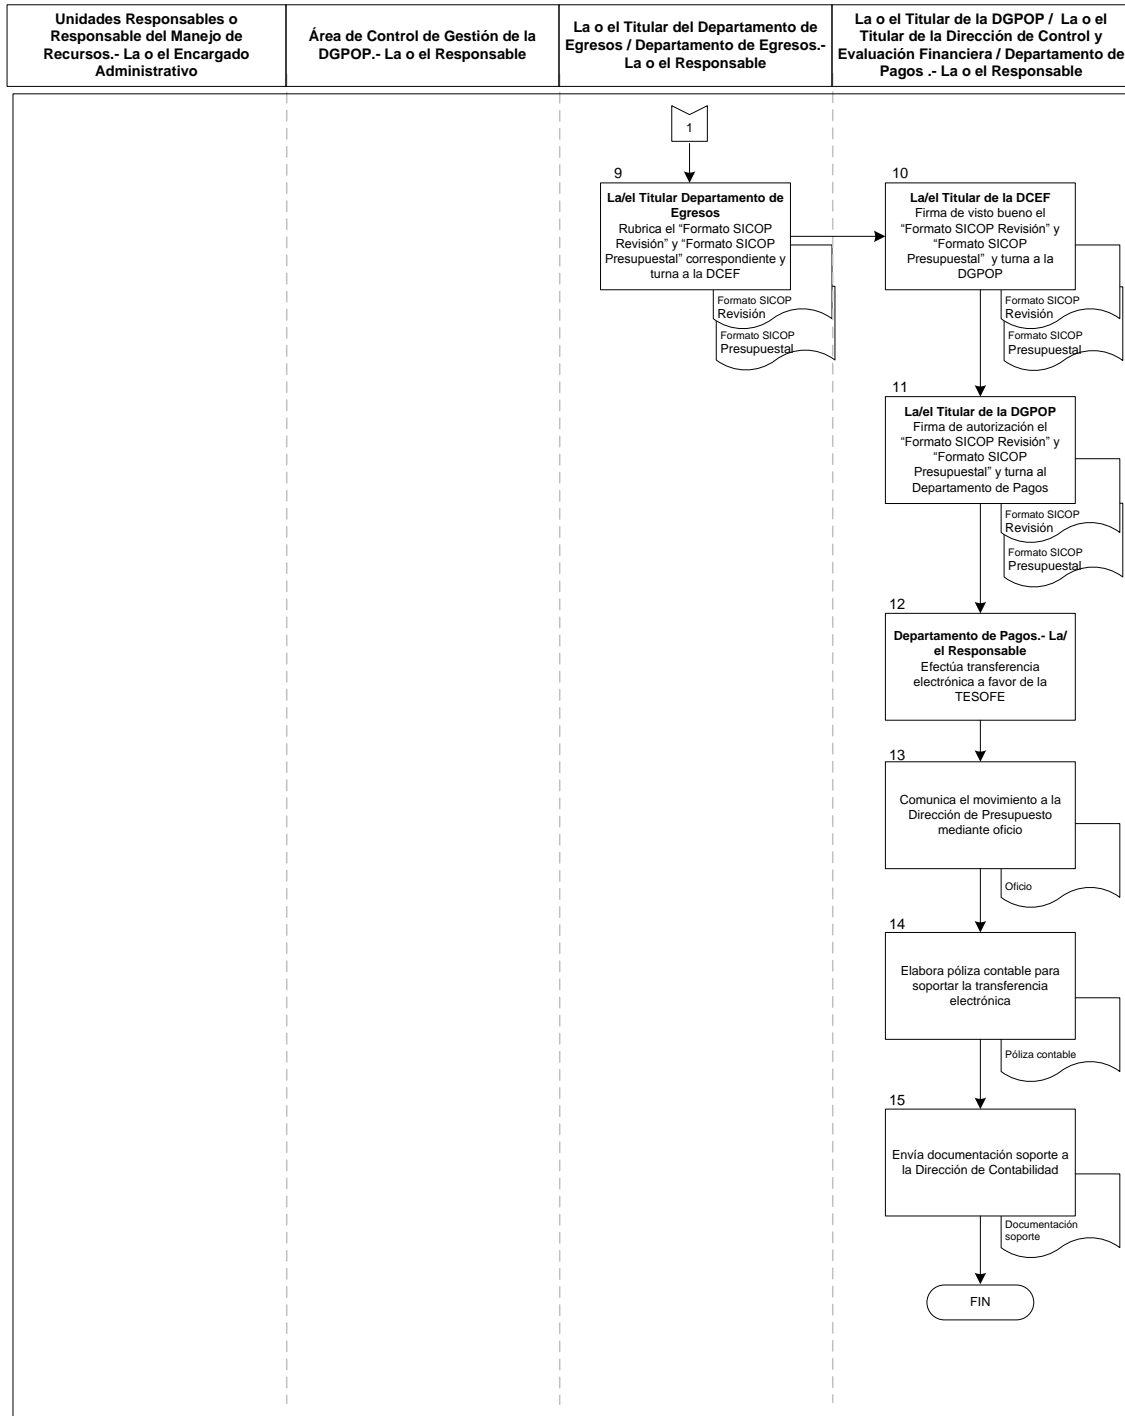 Unidades Responsables o
Responsable del Manejo de
Recursos.- La o el Encargado
Administrativo
Área de Control de Gestión de la
DGPOP.- La o el Responsable
La o el Titular del Departamento de
Egresos / Departamento de Egresos.-
La o el Responsable
La o el Titular de la DGPOP / La o el
Titular de la Dirección de Control y
Evaluación Financiera / Departamento de
Pagos .- La o el Responsable
1
9
La/el Titular Departamento de
Egresos
Rubrica el “Formato SICOP
Revisión” y “Formato SICOP
Presupuestal” correspondiente y
turna a la DCEF
Formato SICOP
Revisión
Formato SICOP
Presupuestal
10
La/el Titular de la DCEF
Firma de visto bueno el
“Formato SICOP Revisión” y
“Formato SICOP
Presupuestal” y turna a la
DGPOP
Formato SICOP
Revisión
Formato SICOP
Presupuestal
11
La/el Titular de la DGPOP
Firma de autorización el
“Formato SICOP Revisión” y
“Formato SICOP
Presupuestal” y turna al
Departamento de Pagos
Formato SICOP
Revisión
Formato SICOP
Presupuestal
12
Departamento de Pagos.- La/
el Responsable
Efectúa transferencia
electrónica a favor de la
TESOFE
13
Comunica el movimiento a la
Dirección de Presupuesto
mediante oficio
Oficio
14
Elabora póliza contable para
soportar la transferencia
electrónica
Póliza contable
15
Envía documentación soporte a
la Dirección de Contabilidad
Documentación
soporte
FIN